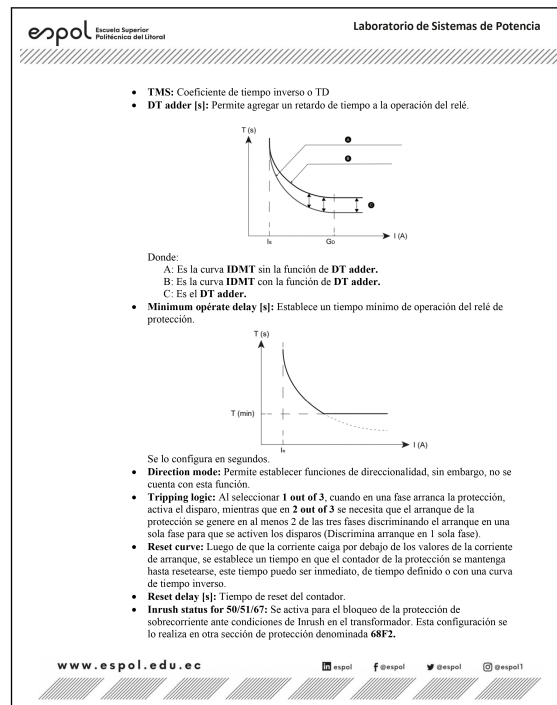 espol Escuela Superior
Politécnica del Litoral
Laboratorio de Sistemas de Potencia
• TMS: Coeficiente de tiempo inverso o TD
• DT adder [s]: Permite agregar un retardo de tiempo a la operación del relé.
T (s)
A
B
C
Is
GD
I (A)
Donde:
A: Es la curva IDMT sin la función de DT adder.
B: Es la curva IDMT con la función de DT adder.
C: Es el DT adder.
• Minimum opérate delay [s]: Establece un tiempo mínimo de operación del relé de
protección.
T (s)
T (min)
Is
I (A)
Se lo configura en segundos.
• Direction mode: Permite establecer funciones de direccionalidad, sin embargo, no se
cuenta con esta función.
• Tripping logic: Al seleccionar 1 out of 3, cuando en una fase arranca la protección,
activa el disparo, mientras que en 2 out of 3 se necesita que el arranque de la
protección se genere en al menos 2 de las tres fases discriminando el arranque en una
sola fase para que se activen los disparos (Discrimina arranque en 1 sola fase).
• Reset curve: Luego de que la corriente caiga por debajo de los valores de la corriente
de arranque, se establece un tiempo en que el contador de la protección se mantenga
hasta resetearse, este tiempo puedo ser inmediato, de tiempo definido o con una curva
de tiempo inverso.
• Reset delay [s]: Tiempo de reset del contador.
• Inrush status for 50/51/67: Se activa para el bloqueo de la protección de
sobrecorriente ante condiciones de Inrush en el transformador. Esta configuración se
lo realiza en otra sección de protección denominada 68F2.
www.espol.edu.ec
in espol
f @espol
@espol
@espol1